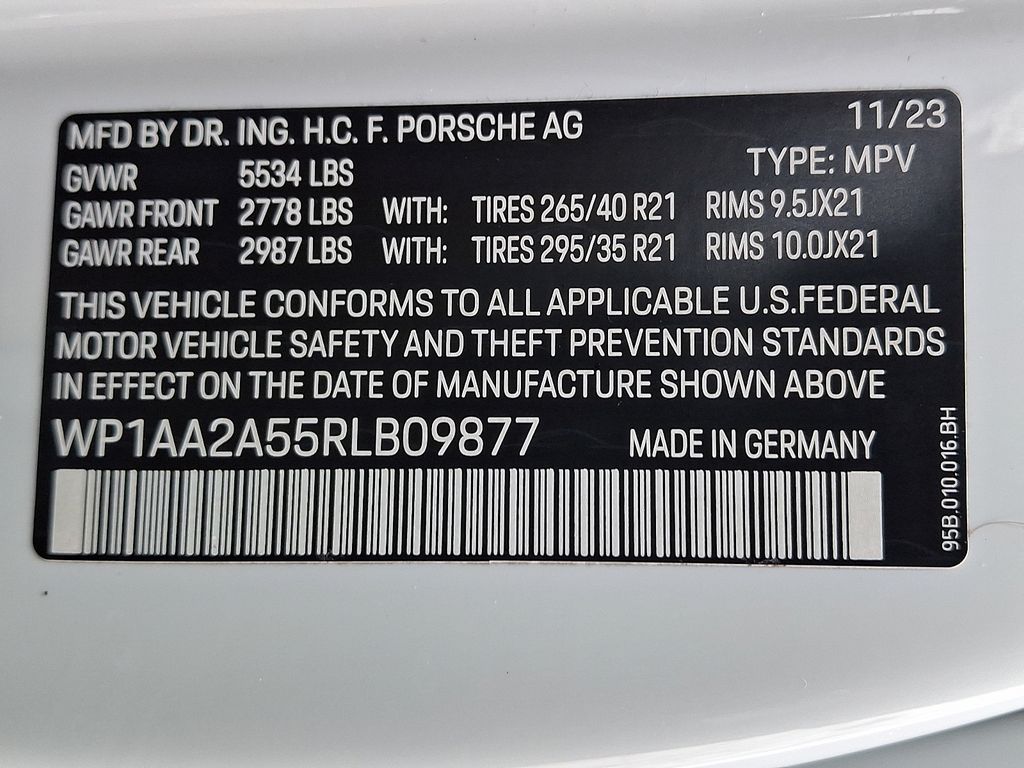 MFD BY DR. ING. H.C. F. PORSCHE AG 11/23
GVWR 5534 LBS TYPE: MPV
GAWR FRONT 2778 LBS WITH: TIRES 265/40 R21 RIMS 9.5JX21
GAWR REAR 2987 LBS WITH: TIRES 295/35 R21 RIMS 10.0JX21
THIS VEHICLE CONFORMS TO ALL APPLICABLE U.S.FEDERAL
MOTOR VEHICLE SAFETY AND THEFT PREVENTION STANDARDS
IN EFFECT ON THE DATE OF MANUFACTURE SHOWN ABOVE
WP1AA2A55RLB09877 MADE IN GERMANY
95B.010.016.BH